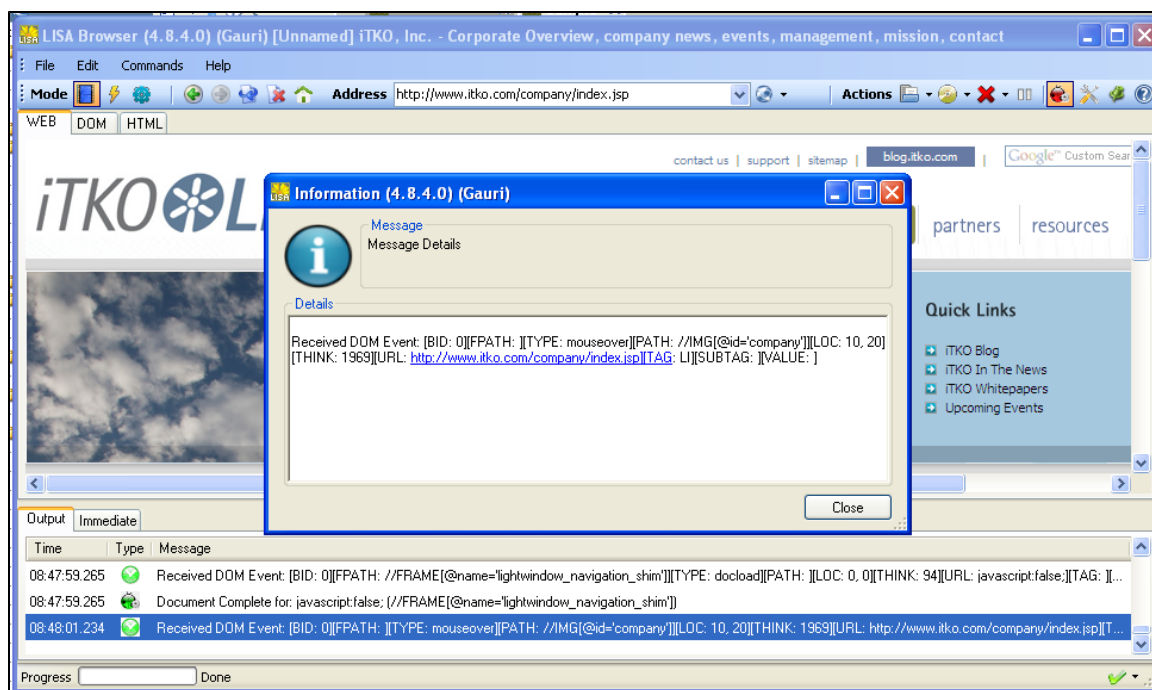 LISA Browser (4.8.4.0) (Gauri) [Unnamed] iTKO, Inc. - Corporate Overview, company news, events, management, mission, contact
File Edit Commands Help
Mode Address http://www.itko.com/company/index.jsp Actions
WEB DOM HTML
contact us | support | sitemap | blog.itko.com | Google™ Custom Sear
iTKO LI
partners resources
LISA Information (4.8.4.0) (Gauri)
Message
Message Details
Details
Received DOM Event: [BID: 0][FPATH: ][TYPE: mouseover][PATH: //IMG[@id='company']][LOC: 10, 20]
[THINK: 1969][URL: http://www.itko.com/company/index.jsp][TAG: LI][SUBTAG: ][VALUE: ]
Close
Quick Links
iTKO Blog
iTKO In The News
iTKO Whitepapers
Upcoming Events
Output Immediate
Time Type Message
08:47:59.265 Received DOM Event: [BID: 0][FPATH: //FRAME[@name='lightwindow_navigation_shim']][TYPE: docload][PATH: ][LOC: 0, 0][THINK: 94][URL: javascript:false;][TAG: ][...
08:47:59.265 Document Complete for: javascript:false; (//FRAME[@name='lightwindow_navigation_shim'])
08:48:01.234 Received DOM Event: [BID: 0][FPATH: ][TYPE: mouseover][PATH: //IMG[@id='company']][LOC: 10, 20][THINK: 1969][URL: http://www.itko.com/company/index.jsp][T...
Progress Done